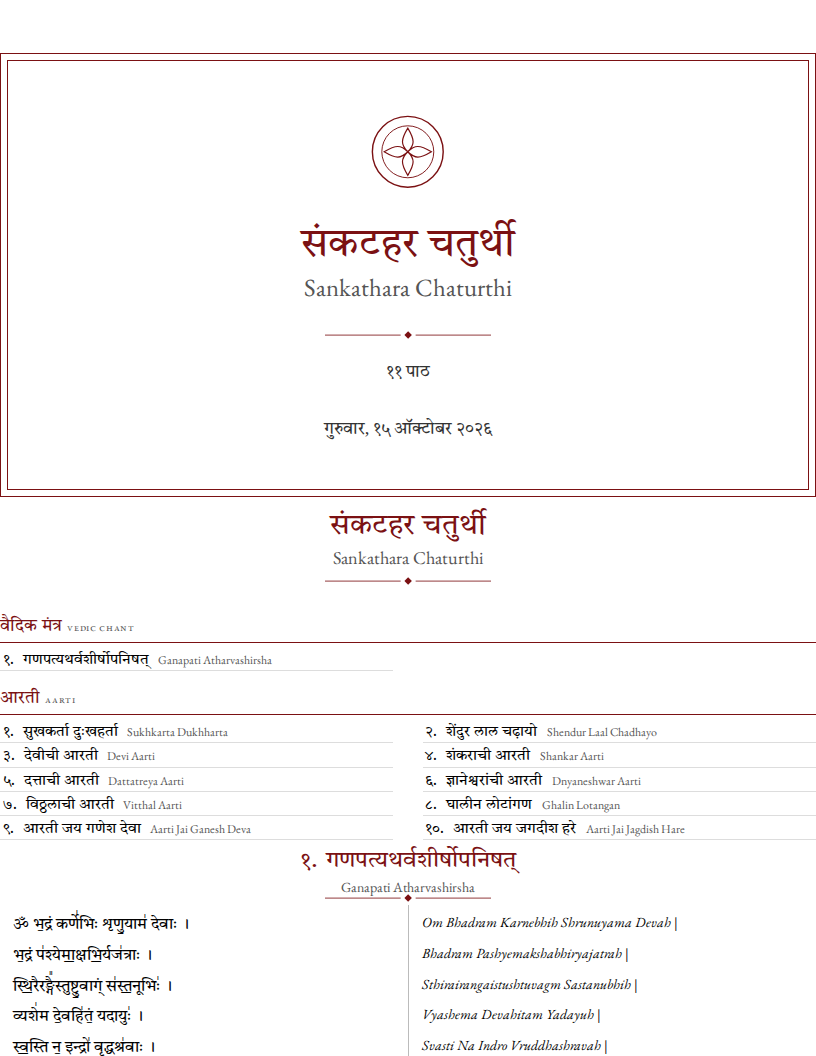 संकटहर चतुर्थी
Sankathara Chaturthi
११ पाठ
गुरुवार, १५ ऑक्टोबर २०२६
संकटहर चतुर्थी
Sankathara Chaturthi
वैदिक मंत्र VEDIC CHANT
१. गणपत्यथर्वशीर्षोपनिषत् Ganapati Atharvashirsha
आरती AARTI
१. सुखकर्ता दुःखहर्ता Sukhkarta Dukhharta
२. शेंदुर लाल चढ़ायो Shendur Laal Chadhayo
३. देवीची आरती Devi Aarti
४. शंकराची आरती Shankar Aarti
५. दत्ताची आरती Dattatreya Aarti
६. ज्ञानेश्वरांची आरती Dnyaneshwar Aarti
७. विठ्ठलाची आरती Vitthal Aarti
८. घालीन लोटांगण Ghalin Lotangan
९. आरती जय गणेश देवा Aarti Jai Ganesh Deva
१०. आरती जय जगदीश हरे Aarti Jai Jagdish Hare
१. गणपत्यथर्वशीर्षोपनिषत्
Ganapati Atharvashirsha
ॐ भ॒द्रं कर्णे॑भिः शृणु॒याम॑ देवाः ।
भ॒द्रं प॑श्येमा॒क्षभि॒र्यज॑त्राः ।
स्थि॒रैरङ्गै᳚स्तुष्टु॒वाग्ं स॑स्त॒नूभिः॑ ।
व्यशे॑म दे॒वहि॑तं॒ यदायुः॑ ।
स्व॒स्ति न॒ इन्द्रो॑ वृ॒द्धश्र॑वाः ।
Om Bhadram Karnebhih Shrunuyama Devah |
Bhadram Pashyemakshabhiryajatrah |
Sthirairangaistushtuvagm Sastanubhih |
Vyashema Devahitam Yadayuh |
Svasti Na Indro Vruddhashravah |